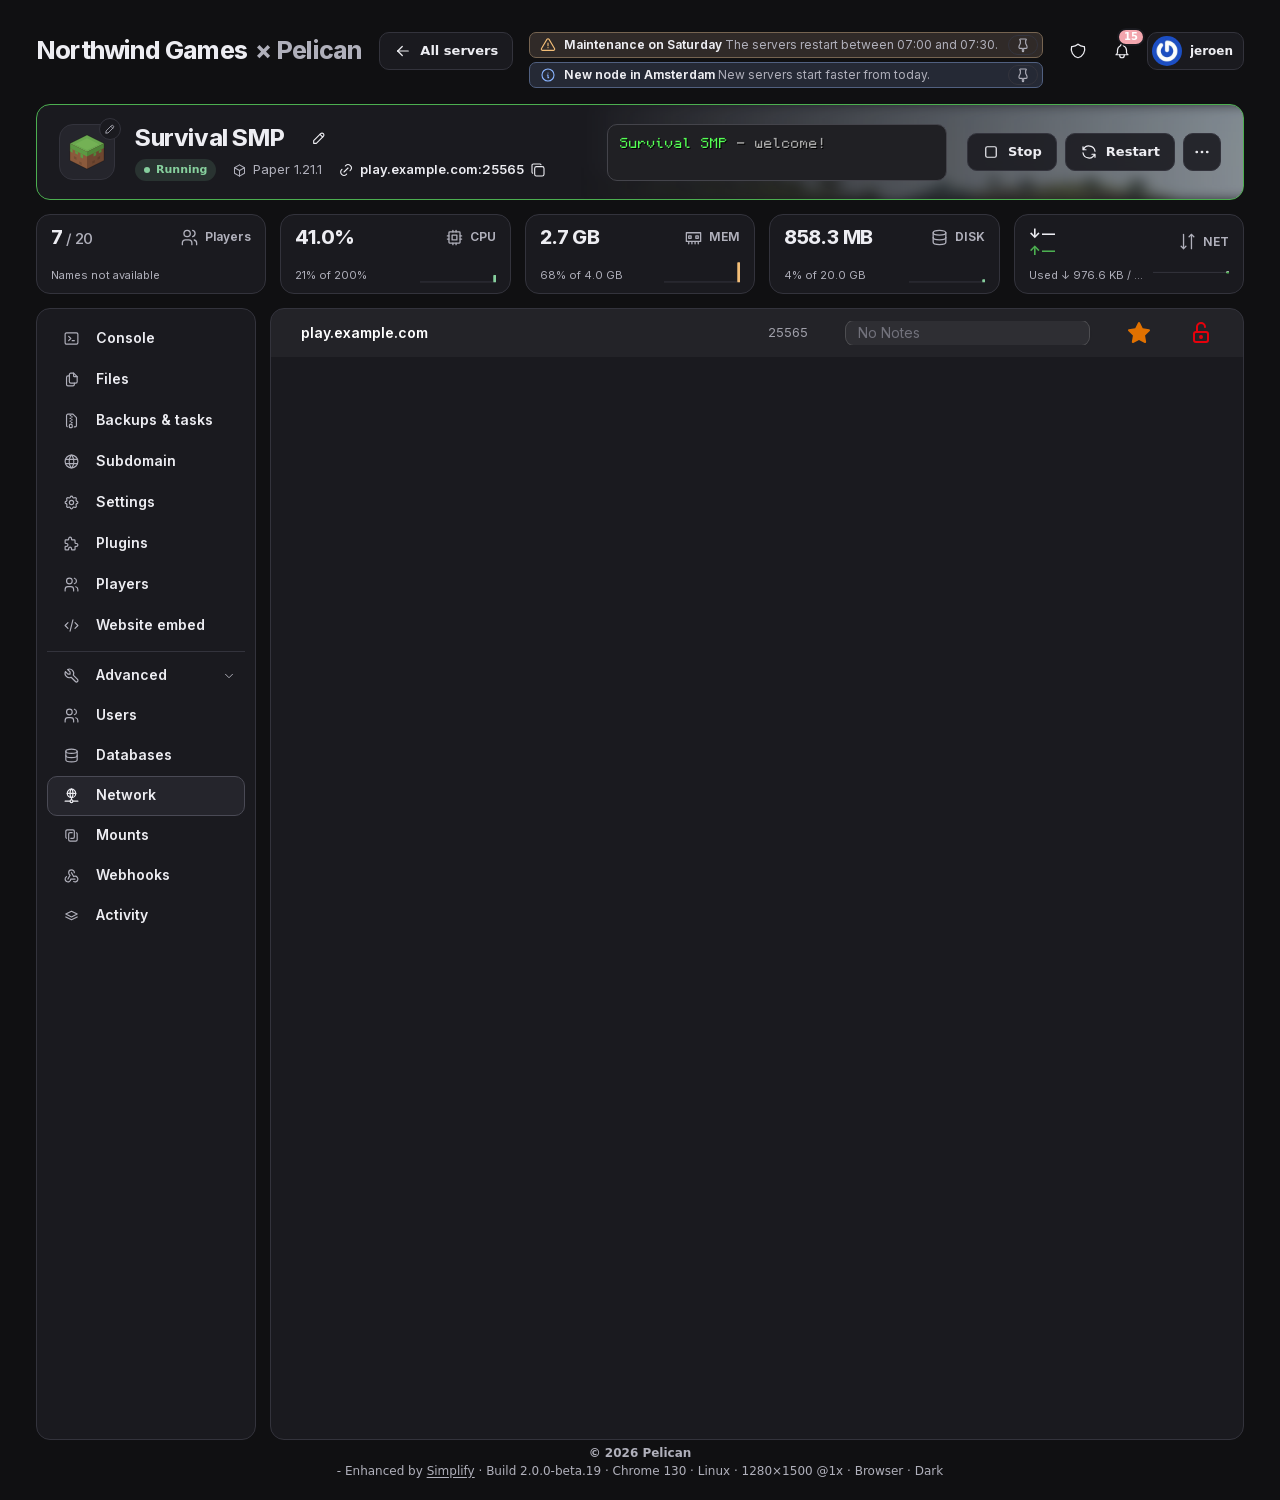 Northwind Games × Pelican
All servers
Maintenance on Saturday The servers restart between 07:00 and 07:30.
New node in Amsterdam New servers start faster from today.
15
jeroen
Survival SMP
Running
Paper 1.21.1
play.example.com:25565
Survival SMP - welcome!
Stop
Restart
7 / 20
Players
Names not available
41.0%
CPU
21% of 200%
2.7 GB
MEM
68% of 4.0 GB
858.3 MB
DISK
4% of 20.0 GB
↓—
↑—
NET
Used ↓ 976.6 KB / ...
Console
Files
Backups & tasks
Subdomain
Settings
Plugins
Players
Website embed
Advanced
Users
Databases
Network
Mounts
Webhooks
Activity
play.example.com
25565
No Notes
© 2026 Pelican
- Enhanced by Simplify · Build 2.0.0-beta.19 · Chrome 130 · Linux · 1280×1500 @1x · Browser · Dark